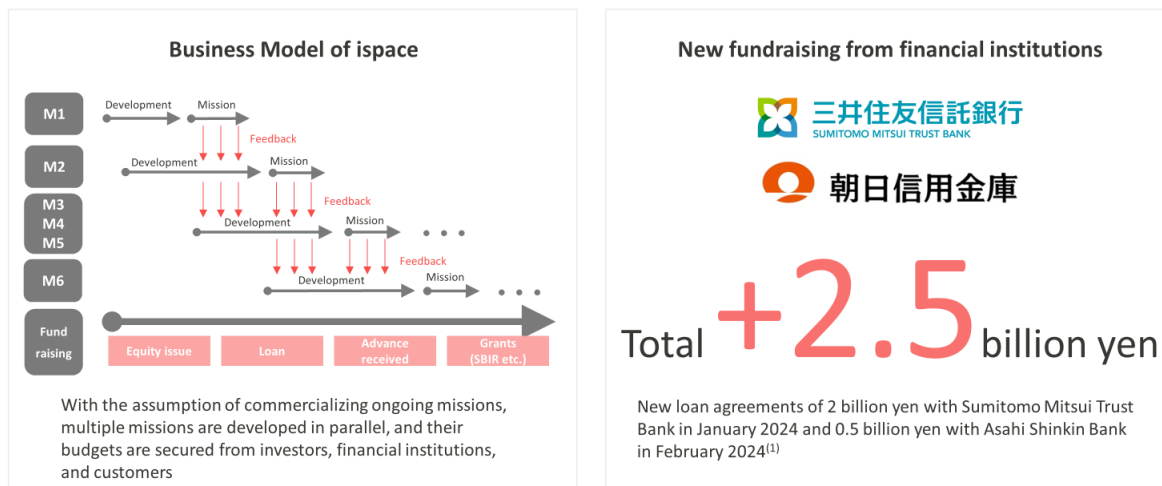 Business Model of ispace
M1
Development
Mission
Feedback
M2
Development
Mission
Feedback
M3
M4
M5
Development
Mission
Feedback
M6
Development
Mission
Fund
raising
Equity issue
Loan
Advance
received
Grants
(SBIR etc.)
With the assumption of commercializing ongoing missions,
multiple missions are developed in parallel, and their
budgets are secured from investors, financial institutions,
and customers
New fundraising from financial institutions
三井住友信託銀行
SUMITOMO MITSUI TRUST BANK
朝日信用金庫
Total +2.5 billion yen
New loan agreements of 2 billion yen with Sumitomo Mitsui Trust
Bank in January 2024 and 0.5 billion yen with Asahi Shinkin Bank
in February 2024(1)